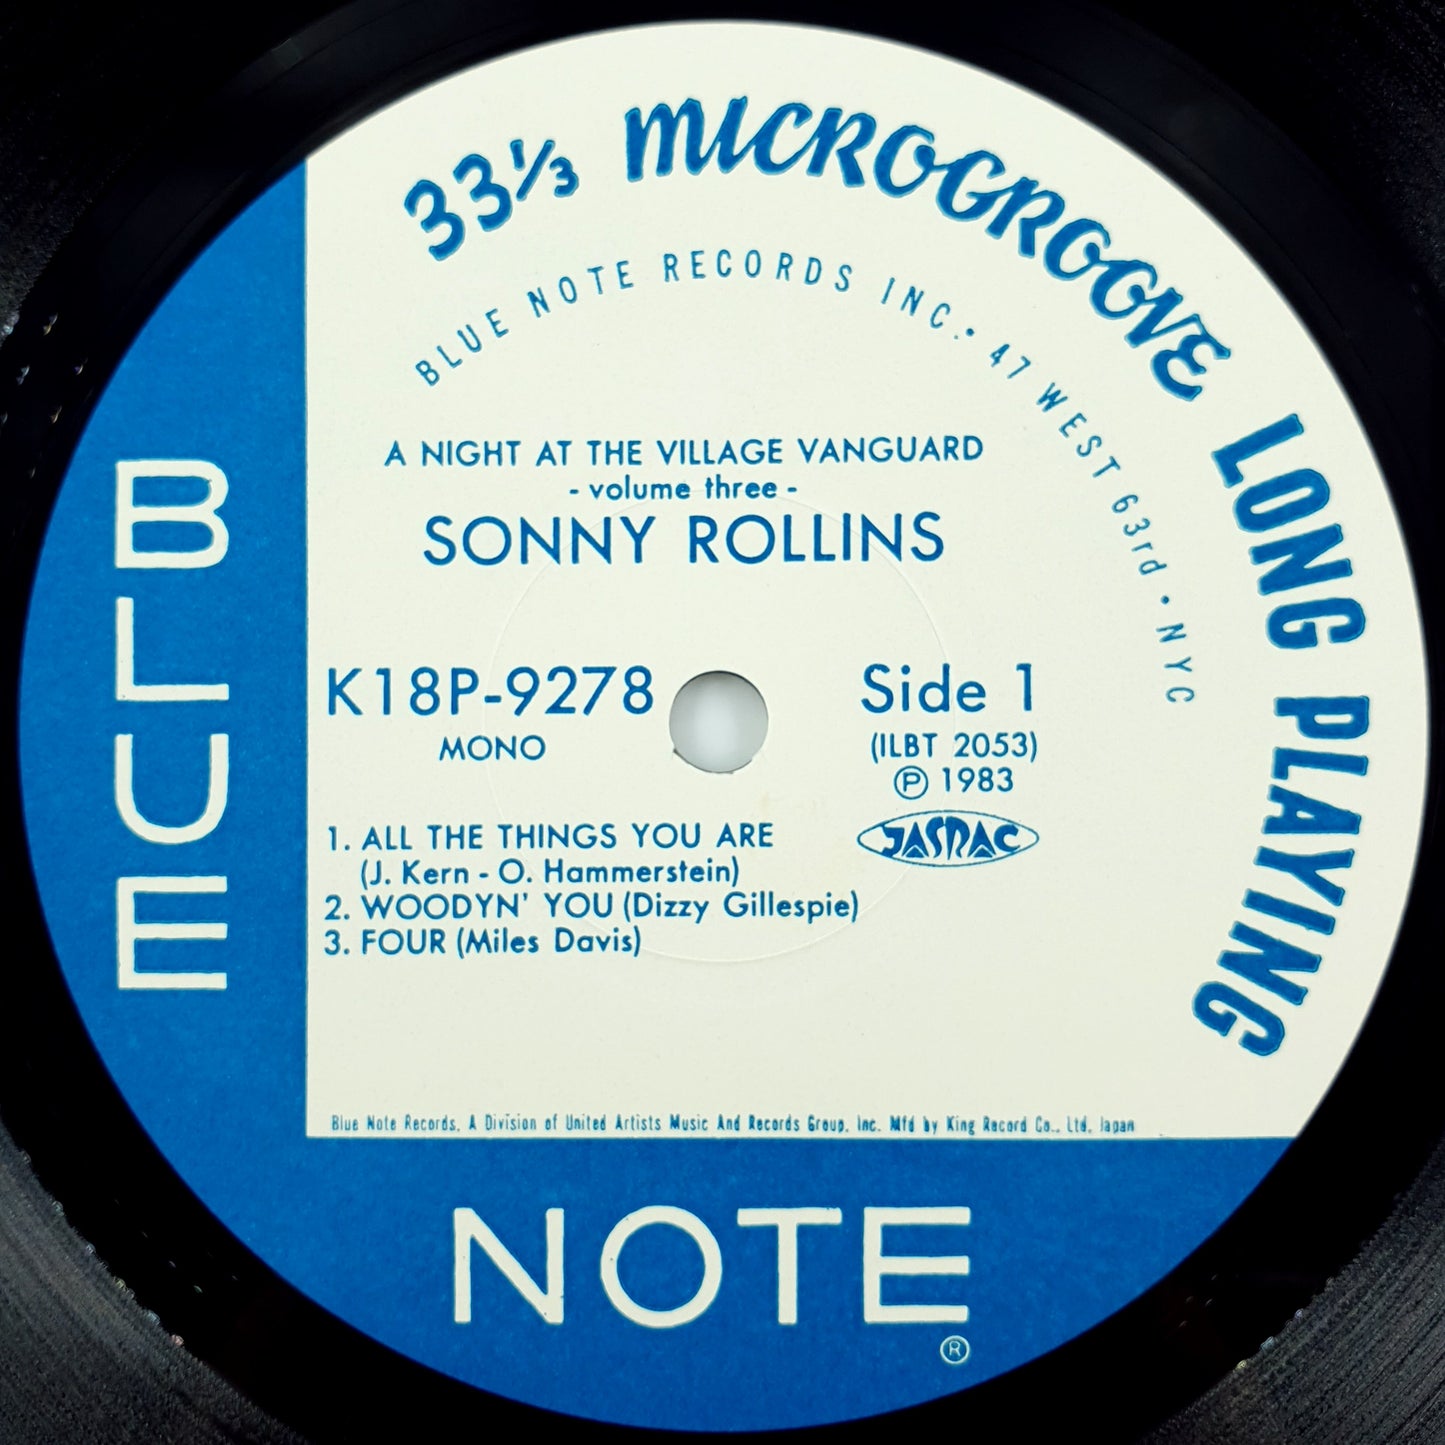 33⅓ MICROGROOVE LONG PLAYING
BLUE NOTE RECORDS INC. • 47 WEST 63rd • NYC
A NIGHT AT THE VILLAGE VANGUARD
- volume three -
SONNY ROLLINS
K18P-9278
MONO
Side 1
(ILBT 2053)
Ⓟ 1983
JASRAC
1. ALL THE THINGS YOU ARE
(J. Kern - O. Hammerstein)
2. WOODYN' YOU (Dizzy Gillespie)
3. FOUR (Miles Davis)
Blue Note Records, A Division of United Artists Music And Records Group, Inc. Mfd by King Record Co., Ltd. Japan
BLUE
NOTE
®